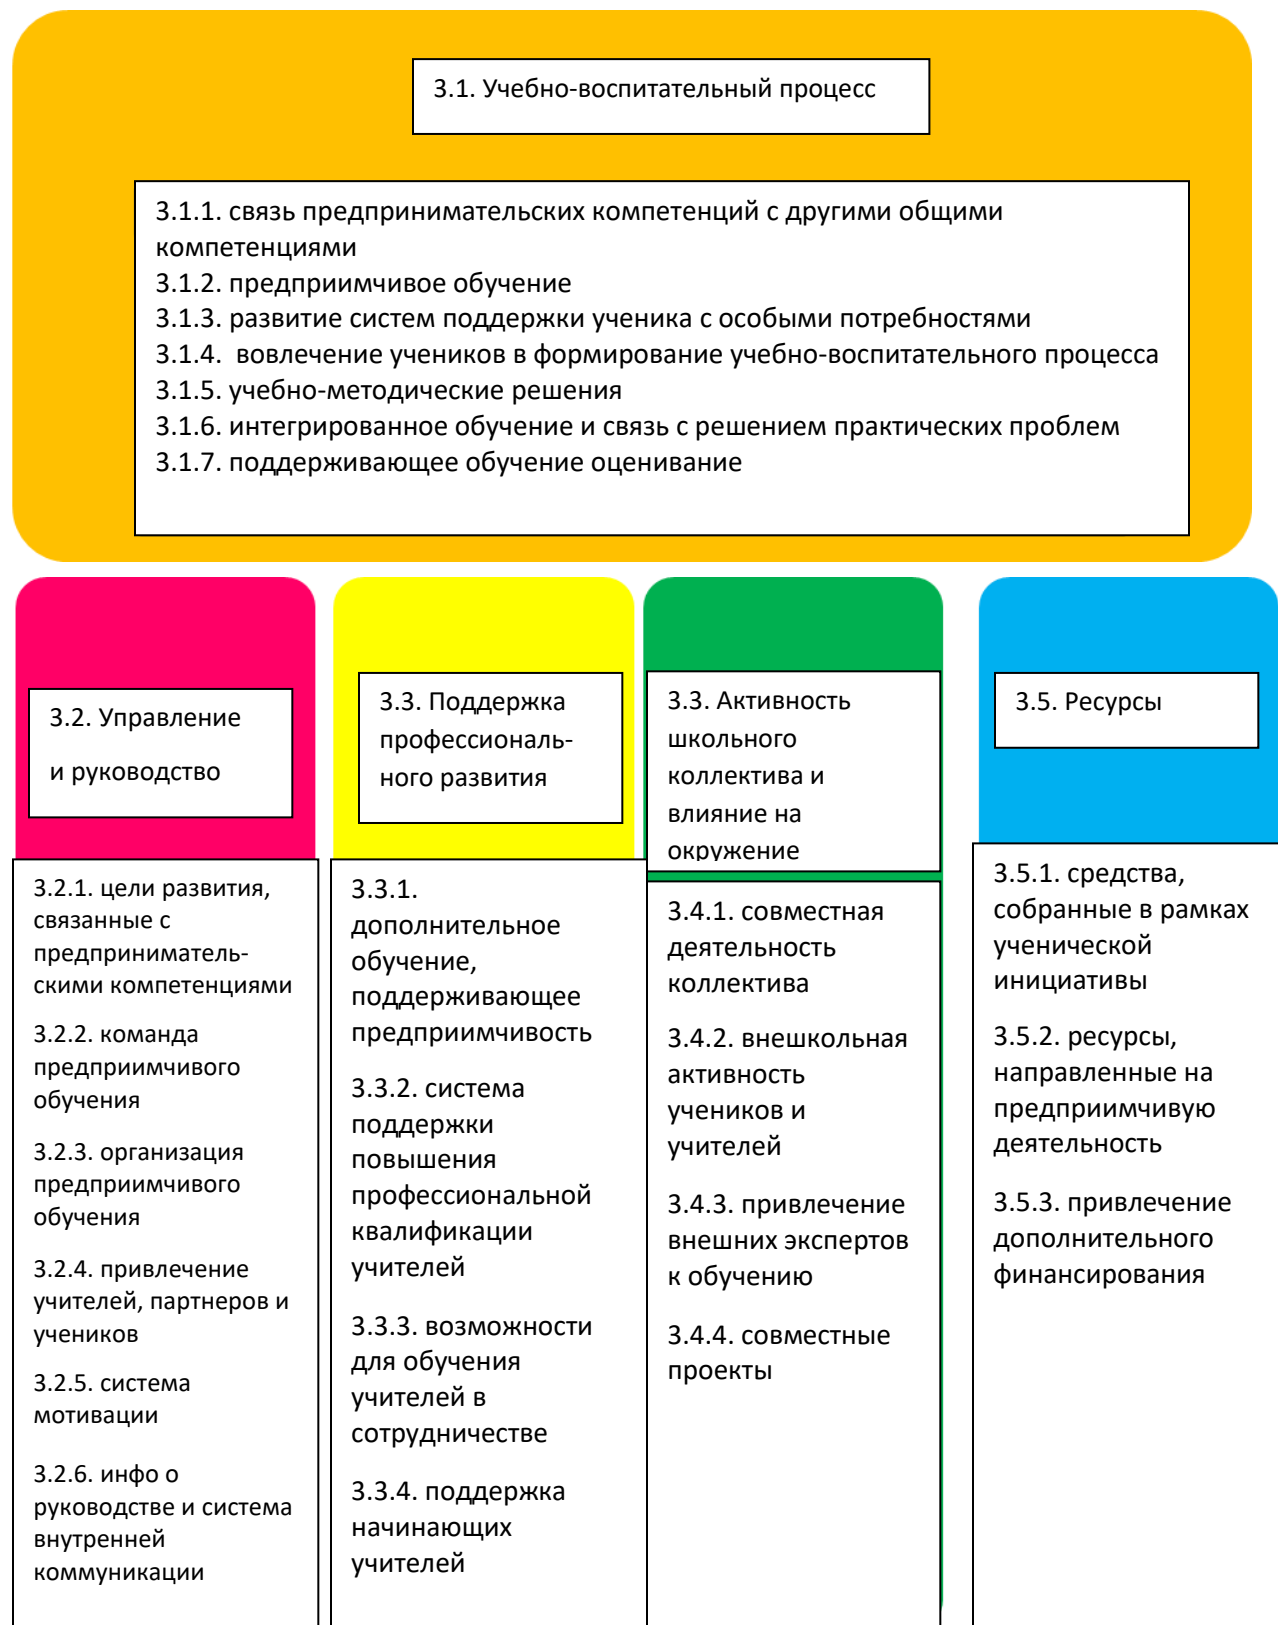 3.1. Учебно-воспитательный процесс
3.1.1. связь предпринимательских компетенций с другими общими
компетенциями
3.1.2. предприимчивое обучение
3.1.3. развитие систем поддержки ученика с особыми потребностями
3.1.4. вовлечение учеников в формирование учебно-воспитательного процесса
3.1.5. учебно-методические решения
3.1.6. интегрированное обучение и связь с решением практических проблем
3.1.7. поддерживающее обучение оценивание
3.2. Управление
и руководство
3.2.1. цели развития,
связанные с
предприниматель-
скими компетенциями
3.2.2. команда
предприимчивого
обучения
3.2.3. организация
предприимчивого
обучения
3.2.4. привлечение
учителей, партнеров и
учеников
3.2.5. система
мотивации
3.2.6. инфо о
руководстве и система
внутренней
коммуникации
3.3. Поддержка
профессиональ-
ного развития
3.3.1.
дополнительное
обучение,
поддерживающее
предприимчивость
3.3.2. система
поддержки
повышения
профессиональной
квалификации
учителей
3.3.3. возможности
для обучения
учителей в
сотрудничестве
3.3.4. поддержка
начинающих
учителей
3.3. Активность
школьного
коллектива и
влияние на
окружение
3.4.1. совместная
деятельность
коллектива
3.4.2. внешкольная
активность
учеников и
учителей
3.4.3. привлечение
внешних экспертов
к обучению
3.4.4. совместные
проекты
3.5. Ресурсы
3.5.1. средства,
собранные в рамках
ученической
инициативы
3.5.2. ресурсы,
направленные на
предприимчивую
деятельность
3.5.3. привлечение
дополнительного
финансирования